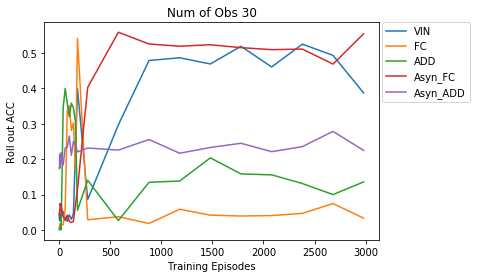 Num of Obs 30
VIN
FC
ADD
Asyn_FC
Asyn_ADD
Roll out ACC
0.5
0.4
0.3
0.2
0.1
0.0
0 500 1000 1500 2000 2500 3000
Training Episodes